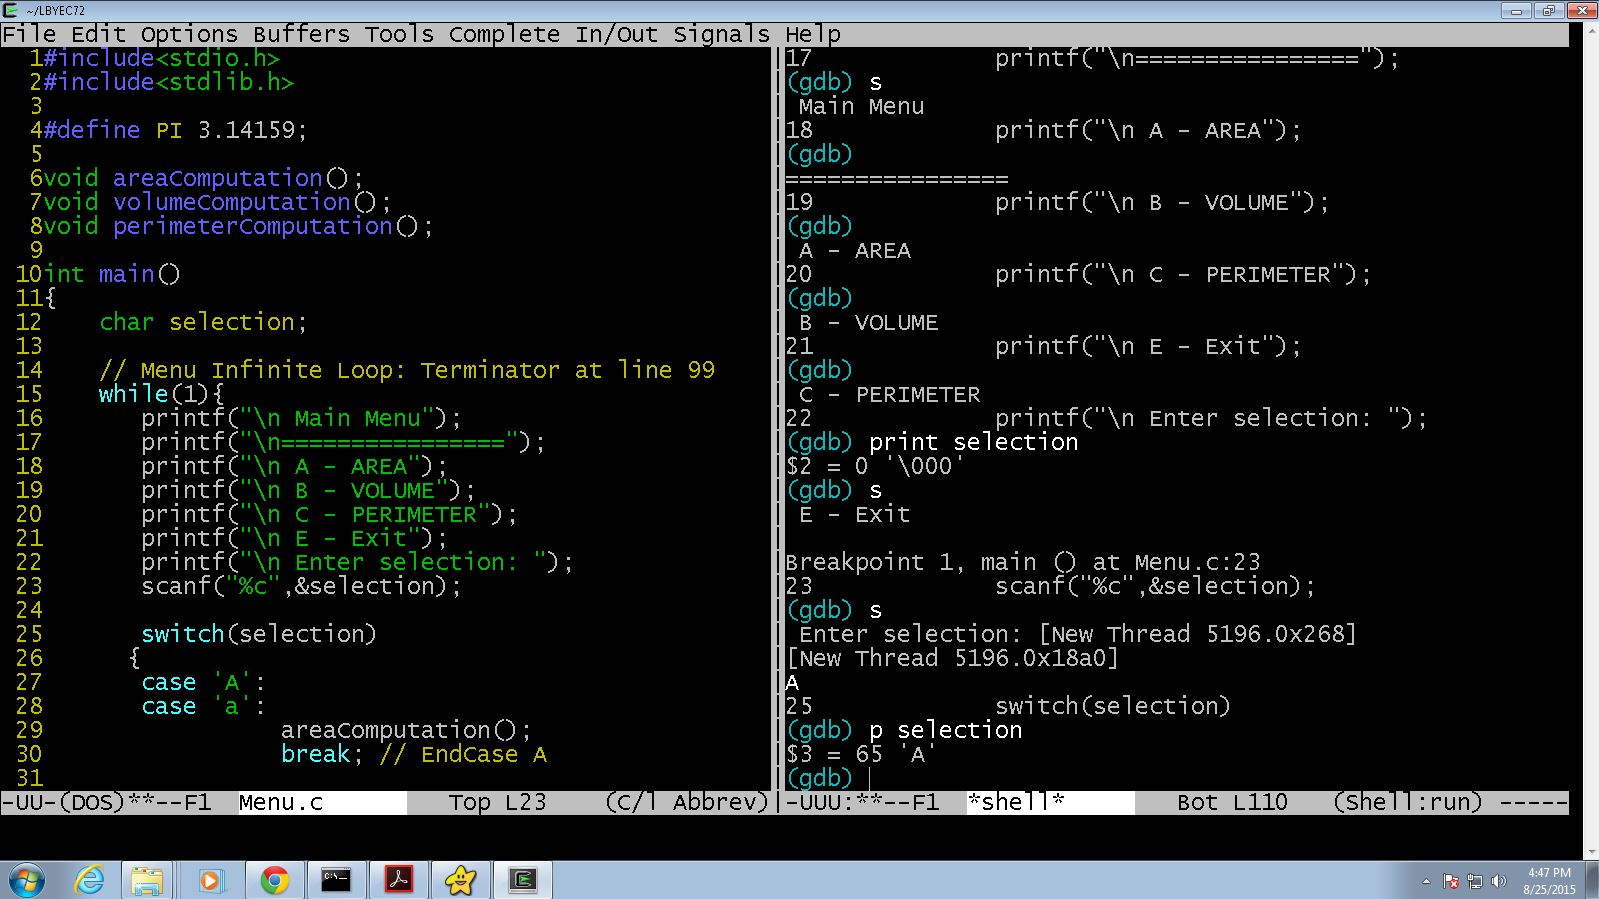 ~/LBYEC72
File Edit Options Buffers Tools Complete In/Out Signals Help
1#include<stdio.h>
2#include<stdlib.h>
3
4#define PI 3.14159;
5
6void areaComputation();
7void volumeComputation();
8void perimeterComputation();
9
10int main()
11{
12    char selection;
13
14    // Menu Infinite Loop: Terminator at line 99
15    while(1){
16       printf("\n Main Menu");
17       printf("\n================");
18       printf("\n A - AREA");
19       printf("\n B - VOLUME");
20       printf("\n C - PERIMETER");
21       printf("\n E - Exit");
22       printf("\n Enter selection: ");
23       scanf("%c",&selection);
24
25       switch(selection)
26      {
27       case 'A':
28       case 'a':
29                 areaComputation();
30                 break; // EndCase A
31
-UU-(DOS)**--F1  Menu.c         Top L23    (C/l Abbrev)
17             printf("\n================");
(gdb) s
 Main Menu
18             printf("\n A - AREA");
(gdb)
================
19             printf("\n B - VOLUME");
(gdb)
 A - AREA
20             printf("\n C - PERIMETER");
(gdb)
 B - VOLUME
21             printf("\n E - Exit");
(gdb)
 C - PERIMETER
22             printf("\n Enter selection: ");
(gdb) print selection
$2 = 0 '\000'
(gdb) s
 E - Exit

Breakpoint 1, main () at Menu.c:23
23             scanf("%c",&selection);
(gdb) s
 Enter selection: [New Thread 5196.0x268]
[New Thread 5196.0x18a0]
A
25             switch(selection)
(gdb) p selection
$3 = 65 'A'
(gdb)
-UUU:**--F1  *shell*        Bot L110   (Shell:run) -----
4:47 PM
8/25/2015